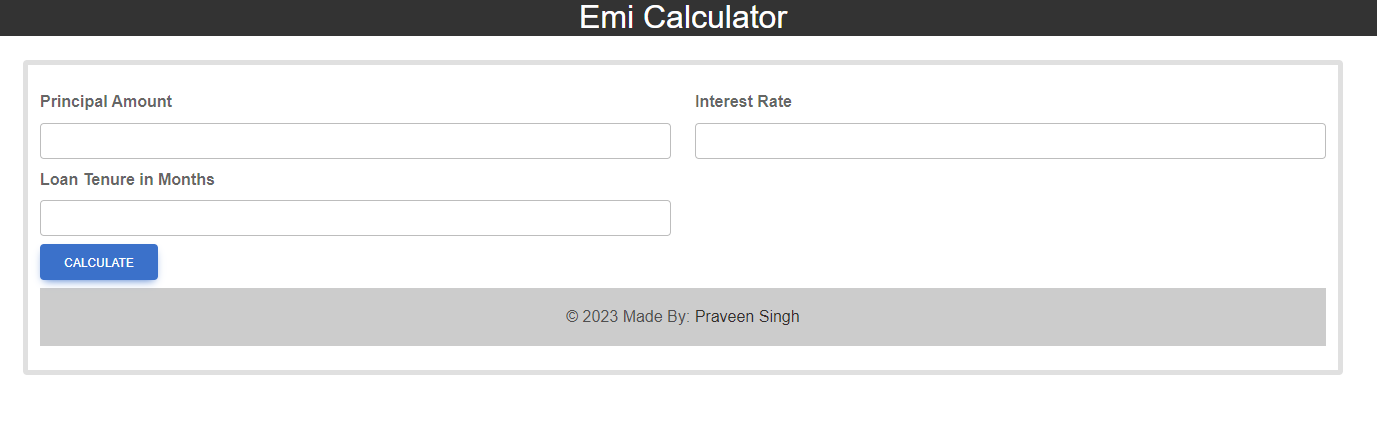 Emi Calculator
Principal Amount
Interest Rate
Loan Tenure in Months
CALCULATE
© 2023 Made By: Praveen Singh